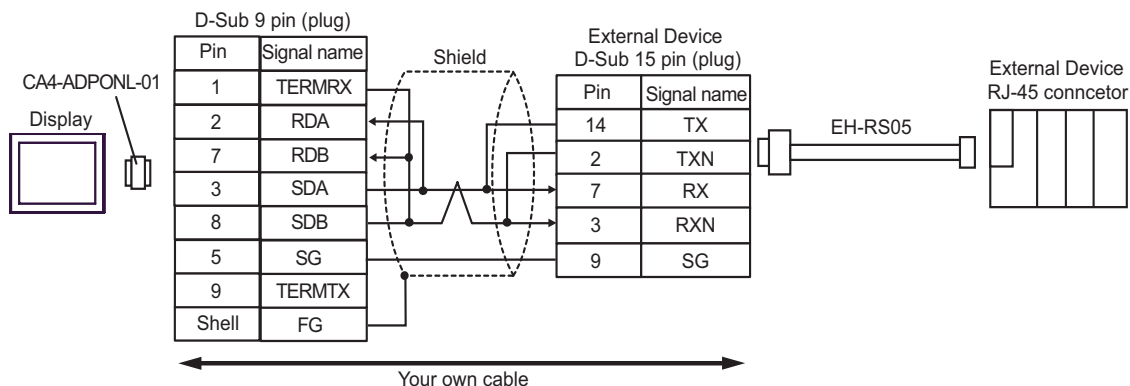 D-Sub 9 pin (plug)
Pin Signal name
1 TERMRX
2 RDA
7 RDB
3 SDA
8 SDB
5 SG
9 TERMTX
Shell FG
CA4-ADPONL-01
Display
Shield
External Device
D-Sub 15 pin (plug)
Pin Signal name
14 TX
2 TXN
7 RX
3 RXN
9 SG
EH-RS05
External Device
RJ-45 conncetor
Your own cable